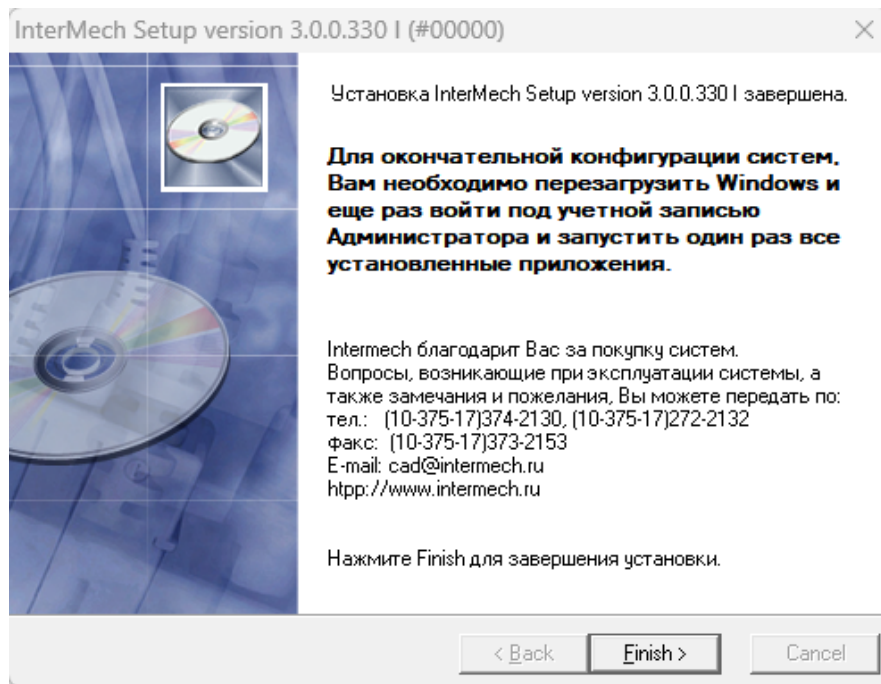 InterMech Setup version 3.0.0.330 I (#00000)
Установка InterMech Setup version 3.0.0.330 I завершена.
Для окончательной конфигурации систем,
Вам необходимо перезагрузить Windows и
еще раз войти под учетной записью
Администратора и запустить один раз все
установленные приложения.
Intermech благодарит Вас за покупку систем.
Вопросы, возникающие при эксплуатации системы, а
также замечания и пожелания, Вы можете передать по:
тел.: (10-375-17)374-2130, (10-375-17)272-2132
факс: (10-375-17)373-2153
E-mail: cad@intermech.ru
htpp://www.intermech.ru
Нажмите Finish для завершения установки.
< Back Finish > Cancel